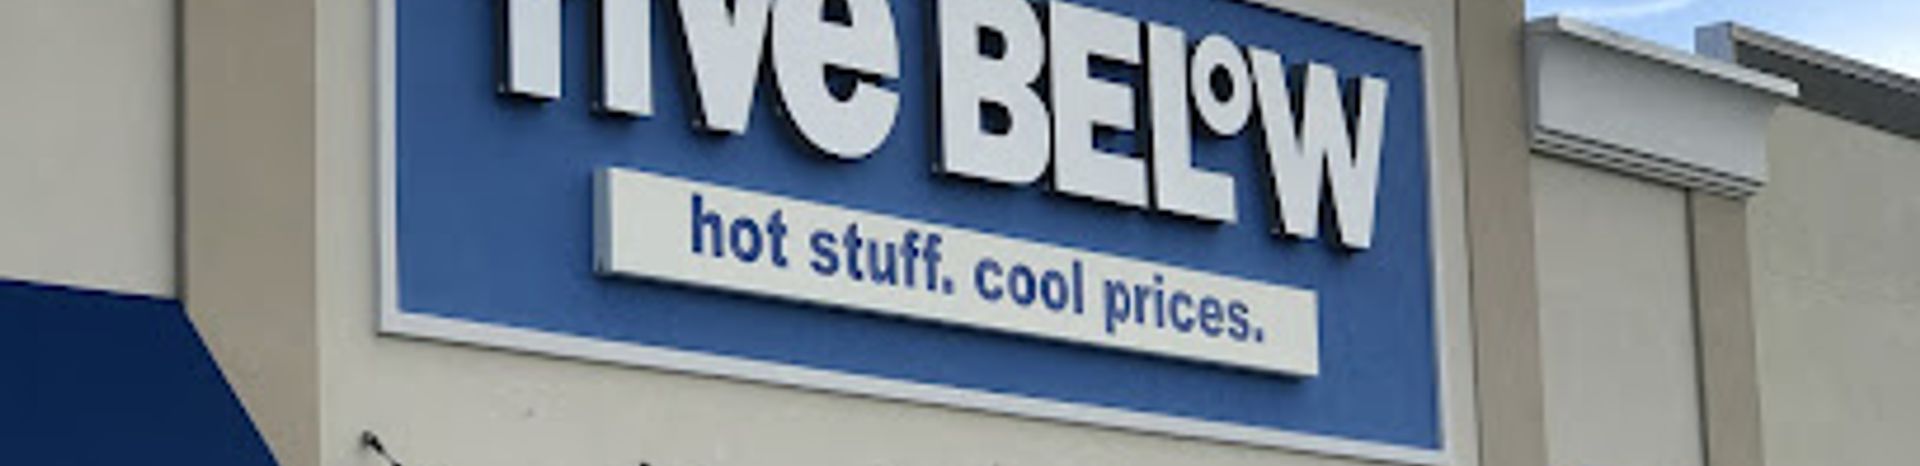 five BELOW
hot stuff. cool prices.